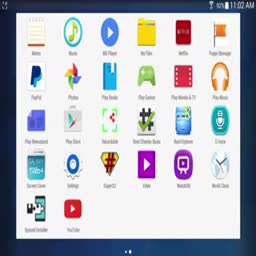 92% 11:02 AM
Memo Music MX Player My Files Netflix Pages Manager
PayPal Photos Play Books Play Games Play Movies & TV Play Music
Play Newsstand Play Store Recordable Root Checker Basic Root Explorer S Voice
GALAXY Tab4
Screen Saver Settings SuperSU Video WatchON World Clock
Xposed Installer YouTube